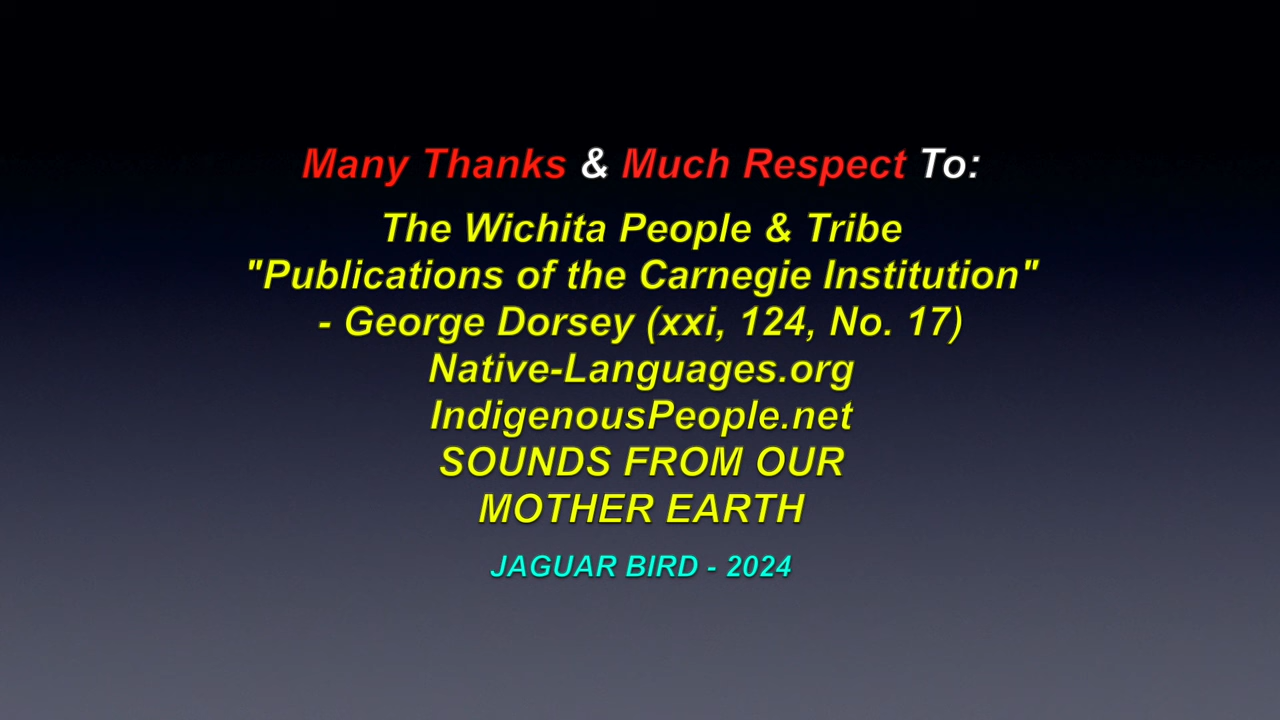 Many Thanks & Much Respect To:
The Wichita People & Tribe
"Publications of the Carnegie Institution"
- George Dorsey (xxi, 124, No. 17)
Native-Languages.org
IndigenousPeople.net
SOUNDS FROM OUR
MOTHER EARTH
JAGUAR BIRD - 2024